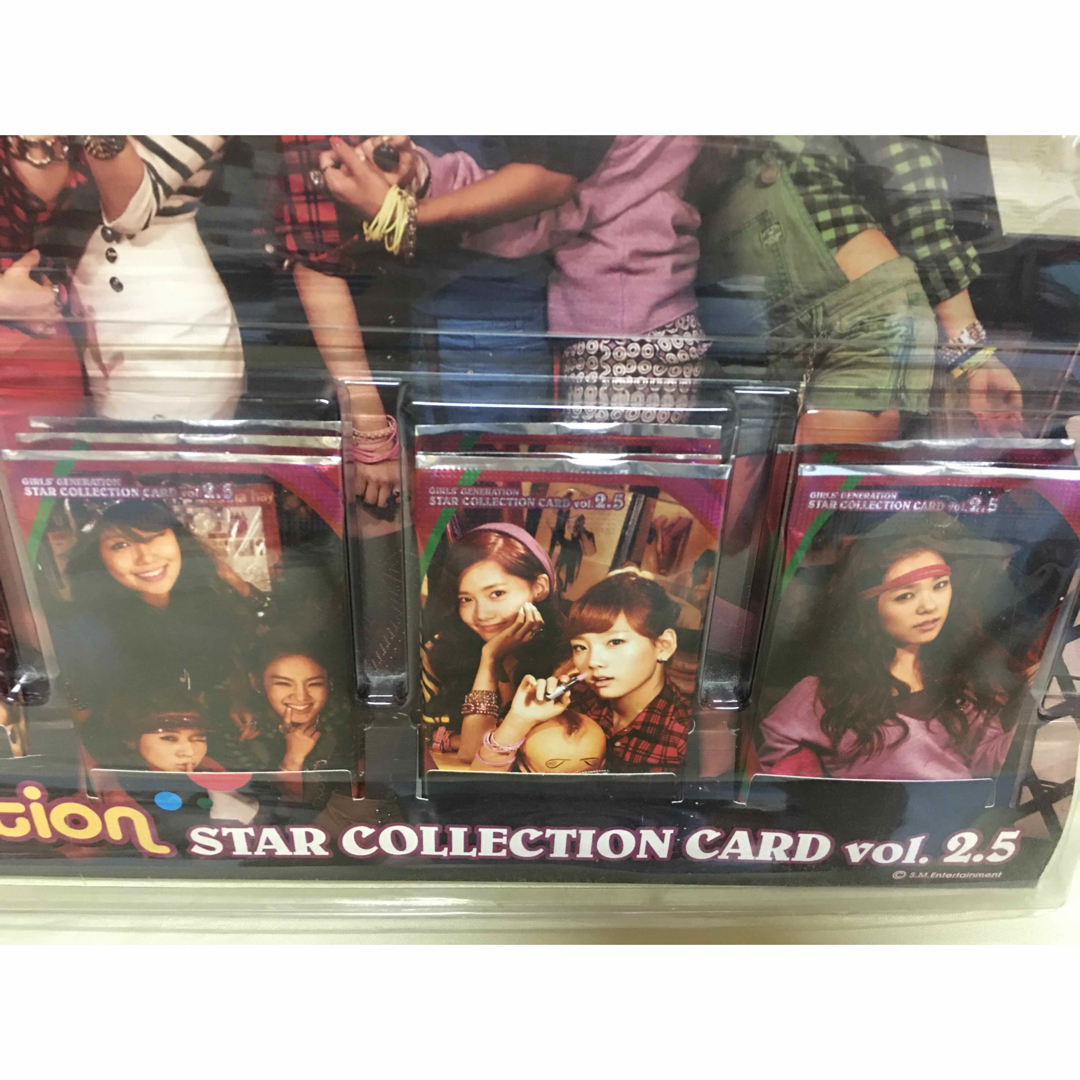 GIRLS' GENERATION
STAR COLLECTION CARD vol. 2.5
GIRLS' GENERATION
STAR COLLECTION CARD vol. 2.5
GIRLS' GENERATION
STAR COLLECTION CARD vol. 2.5
tion STAR COLLECTION CARD vol. 2.5
© S.M.Entertainment